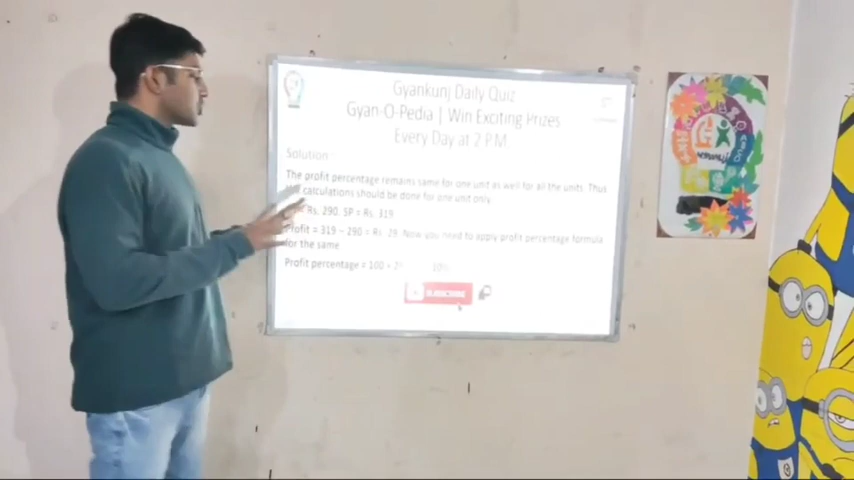 Gyankunj Daily Quiz
Gyan-O-Pedia | Win Exciting Prizes
Every Day at 2 P.M.
Solution:
The profit percentage remains same for one unit as well for all the units. Thus
calculations should be done for one unit only.
Rs. 290. SP = Rs. 319
Profit = 319 – 290 = Rs. 29. Now you need to apply profit percentage formula
for the same
Profit percentage = 100 ÷ 10%
SUBSCRIBE